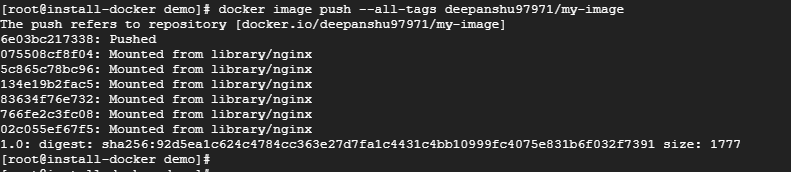 [root@install-docker demo]# docker image push --all-tags deepanshu97971/my-image
The push refers to repository [docker.io/deepanshu97971/my-image]
6e03bc217338: Pushed
075508cf8f04: Mounted from library/nginx
5c865c78bc96: Mounted from library/nginx
134e19b2fac5: Mounted from library/nginx
83634f76e732: Mounted from library/nginx
766fe2c3fc08: Mounted from library/nginx
02c055ef67f5: Mounted from library/nginx
1.0: digest: sha256:92d5ea1c624c4784cc363e27d7fa1c4431c4bb10999fc4075e831b6f032f7391 size: 1777
[root@install-docker demo]#